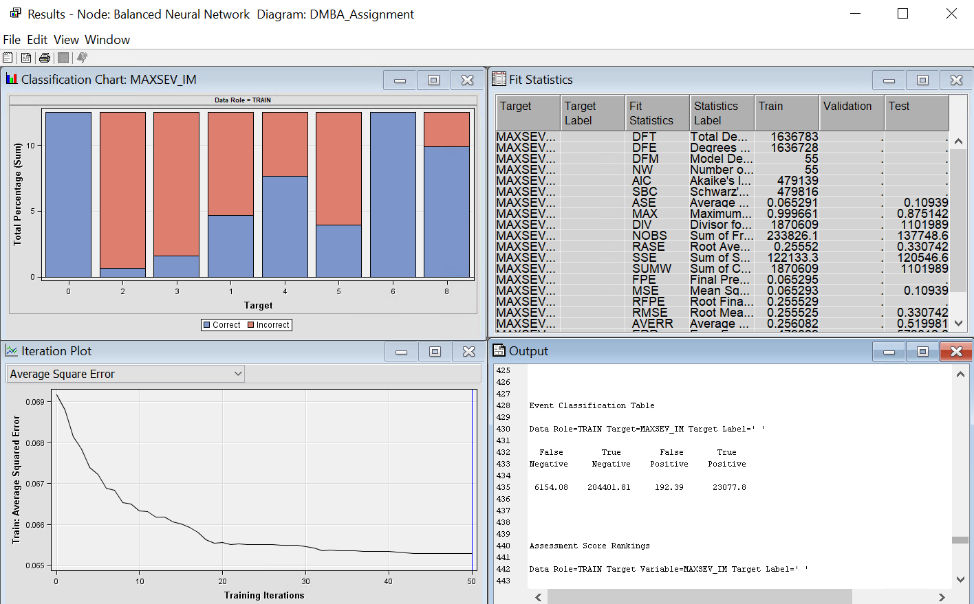 Results - Node: Balanced Neural Network  Diagram: DMBA_Assignment
File Edit View Window
Classification Chart: MAXSEV_IM
Data Role = TRAIN
Total Percentage (Sum)
10
5
0
0 2 3 1 4 5 6 8
Target
Correct Incorrect
Fit Statistics
Target Target Label Fit Statistics Statistics Label Train Validation Test
MAXSEV... DFT Total De... 1636783 . .
MAXSEV... DFE Degrees ... 1636728 . .
MAXSEV... DFM Model De... 55 . .
MAXSEV... NW Number o... 55 . .
MAXSEV... AIC Akaike's I... 479139 . .
MAXSEV... SBC Schwarz'... 479816 . .
MAXSEV... ASE Average ... 0.065291 . 0.10939
MAXSEV... MAX Maximum... 0.999661 . 0.875142
MAXSEV... DIV Divisor fo... 1870609 . 1101989
MAXSEV... NOBS Sum of Fr... 233826.1 . 137748.6
MAXSEV... RASE Root Ave... 0.25552 . 0.330742
MAXSEV... SSE Sum of S... 122133.3 . 120546.6
MAXSEV... SUMW Sum of C... 1870609 . 1101989
MAXSEV... FPE Final Pre... 0.065295 . .
MAXSEV... MSE Mean Sq... 0.065293 . 0.10939
MAXSEV... RFPE Root Fina... 0.255529 . .
MAXSEV... RMSE Root Mea... 0.255525 . 0.330742
MAXSEV... AVERR Average ... 0.256082 . 0.519981
Iteration Plot
Average Square Error
Train: Average Squared Error
0.069
0.068
0.067
0.066
0.065
0 10 20 30 40 50
Training Iterations
Output
425
426
427
428 Event Classification Table
429
430 Data Role=TRAIN Target=MAXSEV_IM Target Label=' '
431
432 False True False True
433 Negative Negative Positive Positive
434
435 6154.08 204401.81 192.39 23077.8
436
437
438
439
440 Assessment Score Rankings
441
442 Data Role=TRAIN Target Variable=MAXSEV_IM Target Label=' '
443